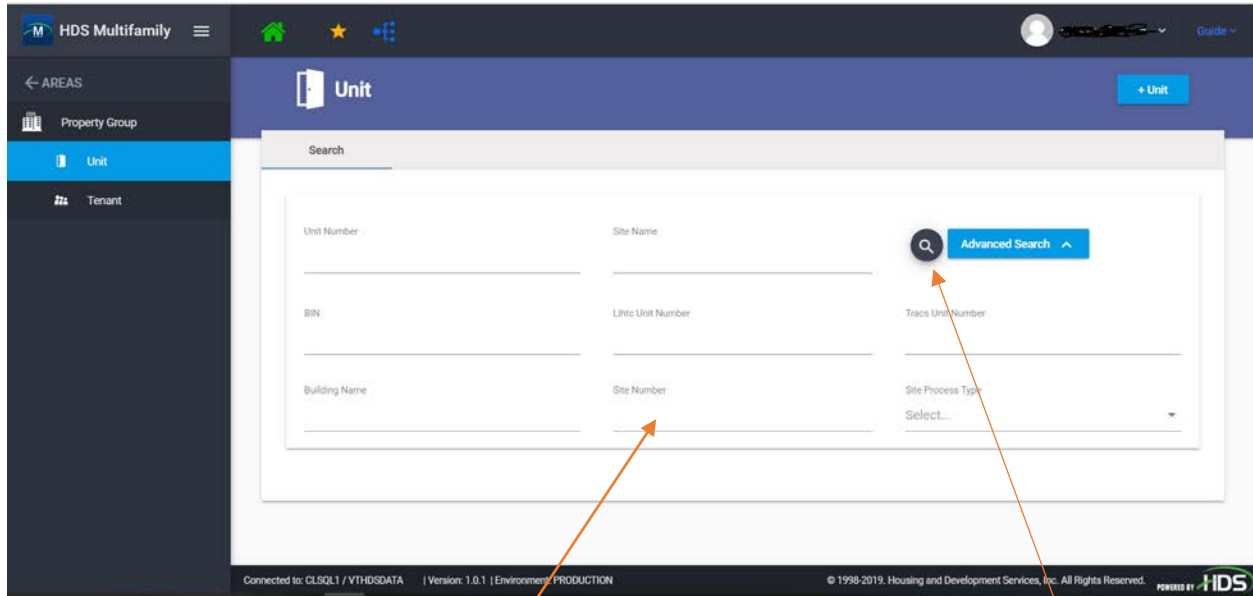 M HDS Multifamily
Guide
AREAS
Unit
+ Unit
Property Group
Unit
Search
Tenant
Unit Number Site Name
Advanced Search
BIN Lihtc Unit Number Tracs Unit Number
Building Name Site Number Site Process Type
Select...
Connected to: CLSQL1 / VTHDSDATA | Version: 1.0.1 | Environment: PRODUCTION © 1998-2019. Housing and Development Services, Inc. All Rights Reserved. POWERED BY HDS